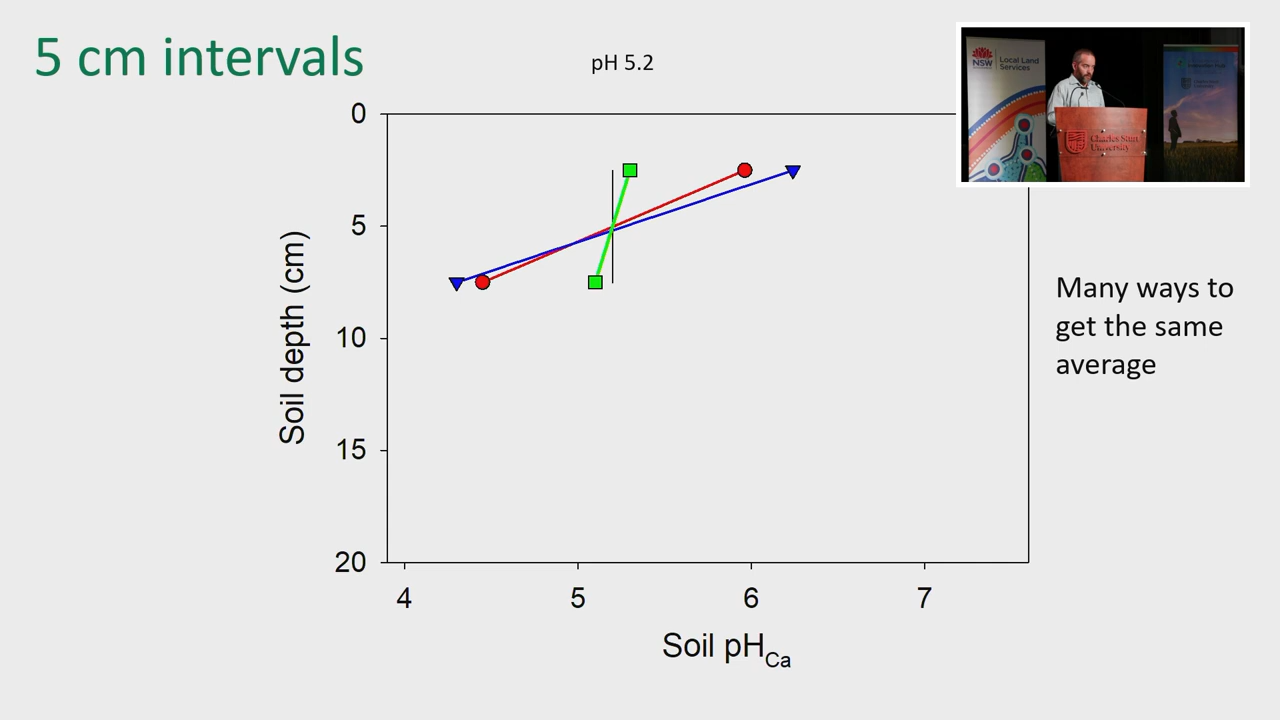 5 cm intervals
pH 5.2
NSW
Local Land
Services
Charles Sturt
University
0
5
10
15
20
Soil depth (cm)
4 5 6 7
Soil pHCa
Many ways to
get the same
average